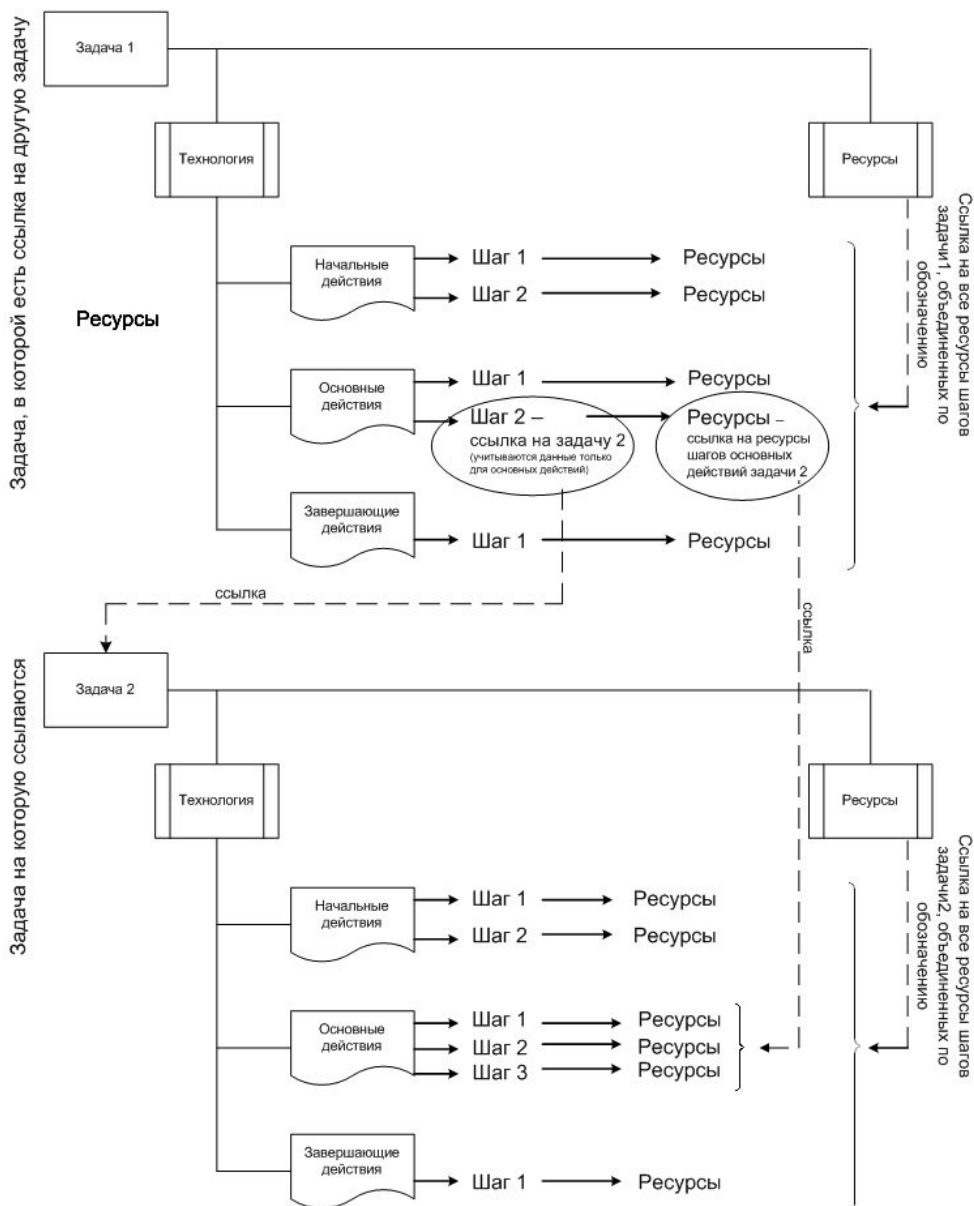 Задача, в которой есть ссылка на другую задачу
Задача 1
Технология
Ресурсы
Ссылка на все ресурсы шагов
задачи1, объединенных по
обозначению
Ресурсы
Начальные
действия
Шаг 1
Ресурсы
Шаг 2
Ресурсы
Основные
действия
Шаг 1
Ресурсы
Шаг 2 –
ссылка на задачу 2
(учитываются данные только
для основных действий)
Ресурсы –
ссылка на ресурсы
шагов основных
действий задачи 2
Завершающие
действия
Шаг 1
Ресурсы
ссылка
ссылка
Задача на которую ссылаются
Задача 2
Технология
Ресурсы
Ссылка на все ресурсы шагов
задачи2, объединенных по
обозначению
Начальные
действия
Шаг 1
Ресурсы
Шаг 2
Ресурсы
Основные
действия
Шаг 1
Ресурсы
Шаг 2
Ресурсы
Шаг 3
Ресурсы
Завершающие
действия
Шаг 1
Ресурсы